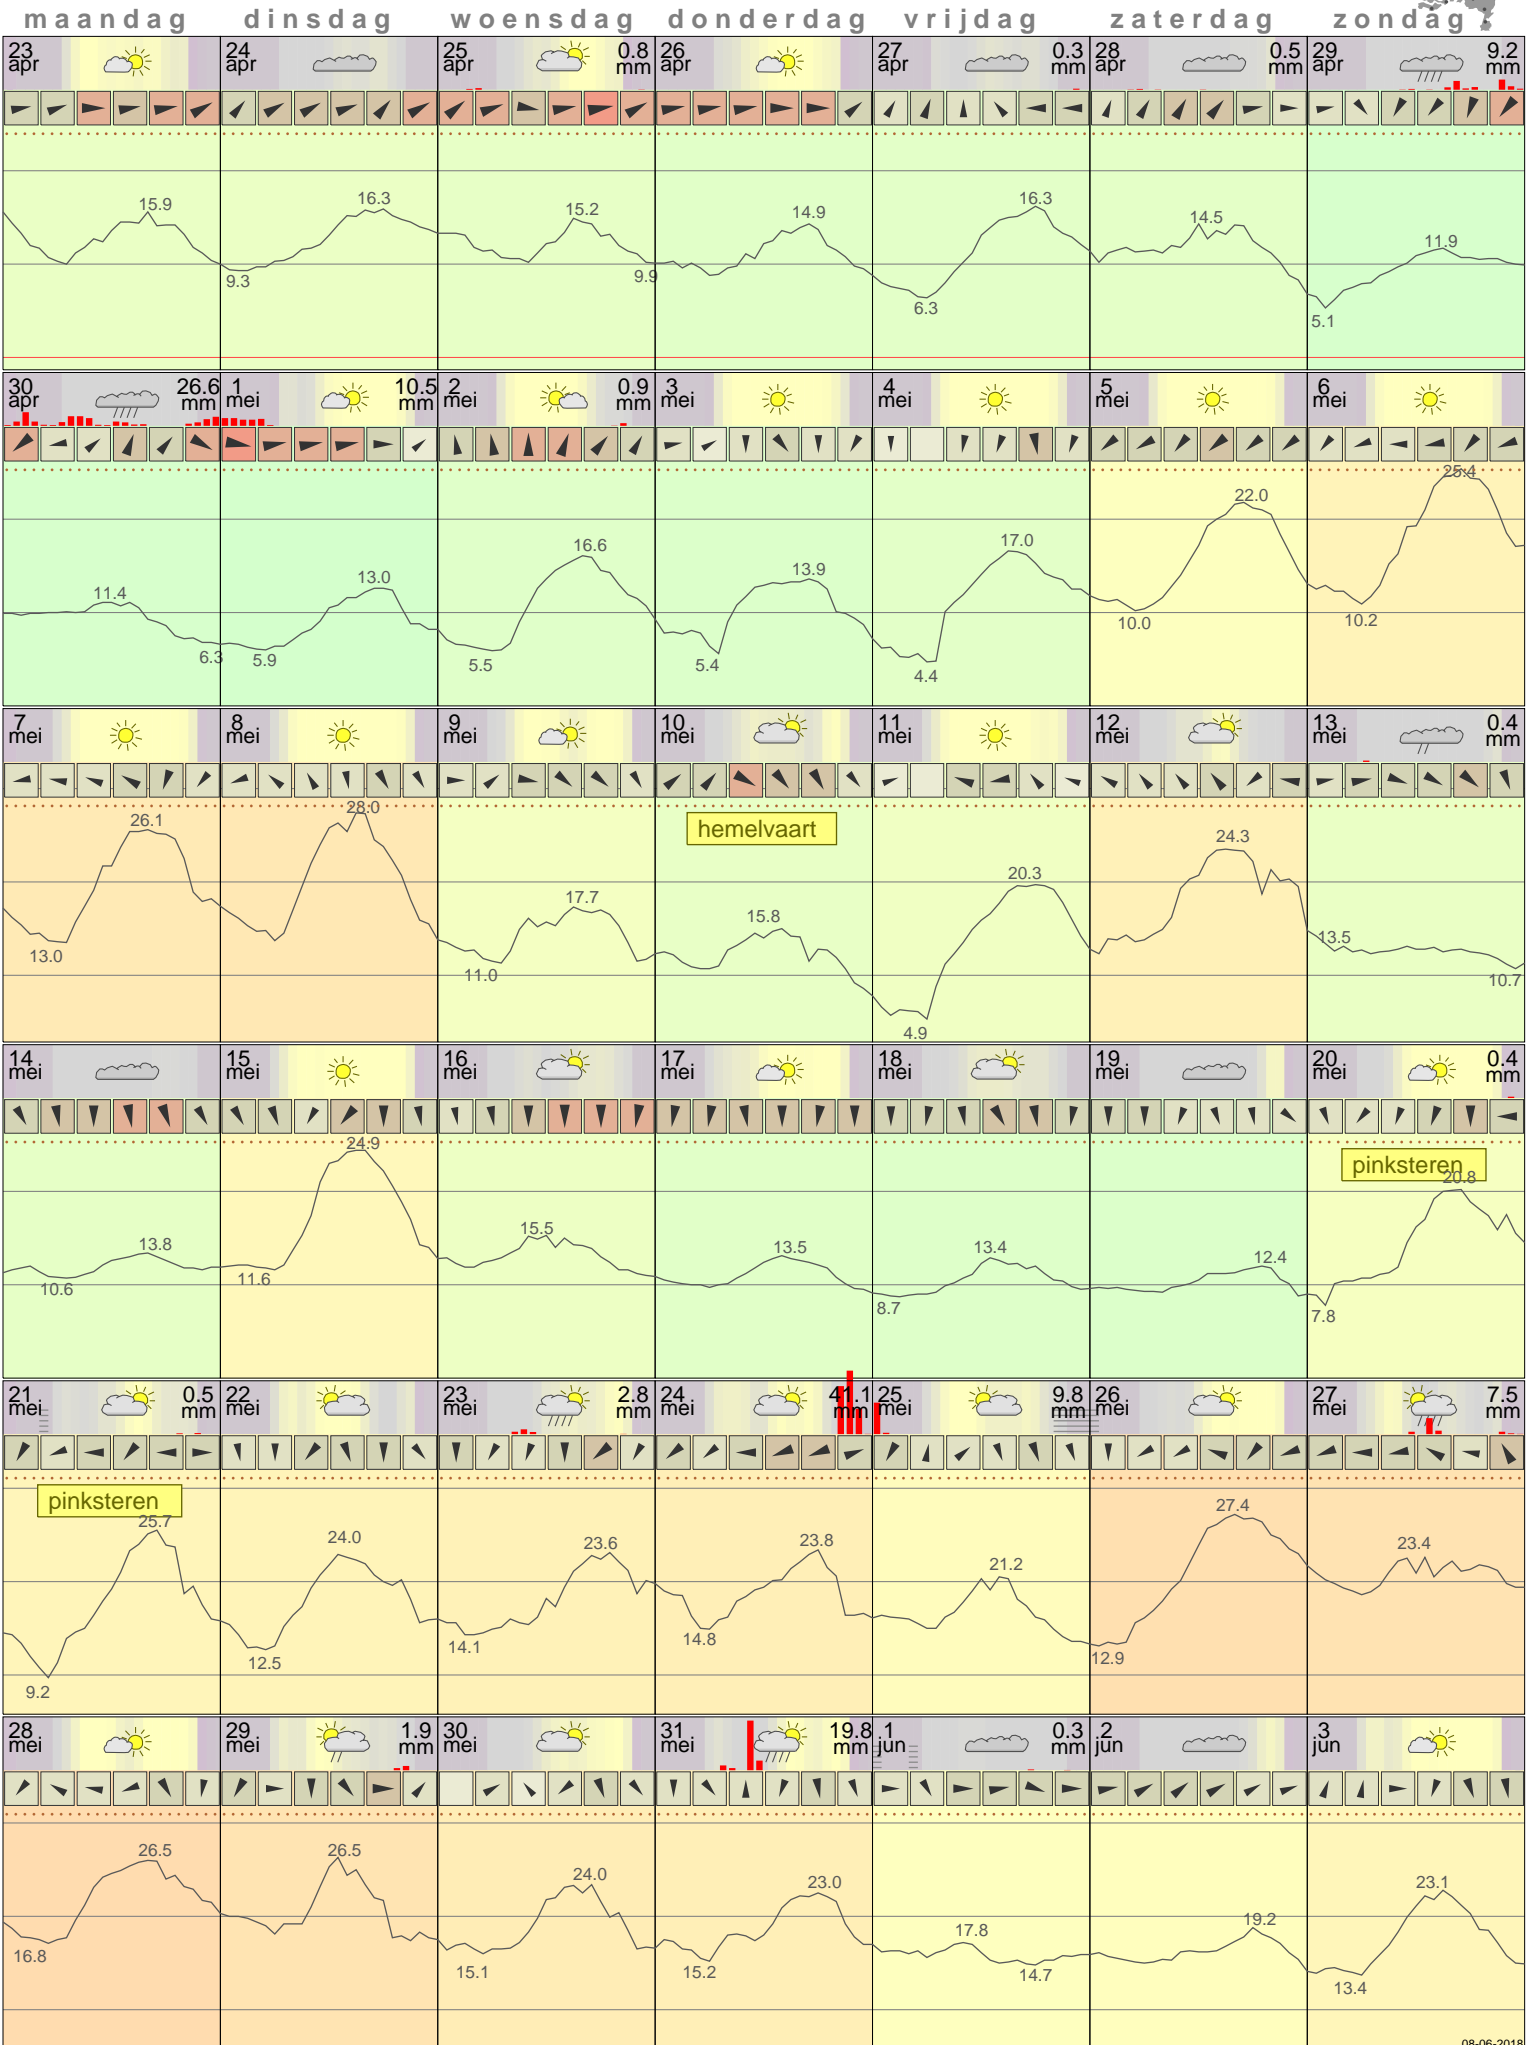 maandag dinsdag woensdag donderdag vrijdag zaterdag zondag
23 24 25 0.8 26 27 0.3 28 0.5 29 9.2
apr apr apr mm apr apr mm apr mm apr mm
15.9 16.3 15.2 14.9 16.3 14.5 11.9
9.3 9.9 6.3 5.1
30 26.6 1 10.5 2 0.9 3 4 5 6
apr mm mei mm mei mm mei mei mei mei
11.4 13.0 16.6 13.9 17.0 22.0 25.4
6.3 5.9 5.5 5.4 4.4 10.0 10.2
7 8 9 10 11 12 13 0.4
mei mei mei mei mei mei mei mm
hemelvaart
26.1 28.0 17.7 15.8 20.3 24.3 13.5
13.0 11.0 4.9 10.7
14 15 16 17 18 19 20 0.4
mei mei mei mei mei mei mei mm
pinksteren
13.8 24.9 15.5 13.5 13.4 12.4 20.8
10.6 11.6 8.7 7.8
21 0.5 22 23 2.8 24 41.1 25 9.8 26 27 7.5
mei mm mei mei mm mei mm mei mm mei mei mm
pinksteren
25.7 24.0 23.6 23.8 21.2 27.4 23.4
9.2 12.5 14.1 14.8 12.9
28 29 1.9 30 31 19.8 1 0.3 2 3
mei mei mm mei mei mm jun mm jun jun
26.5 26.5 24.0 23.0 17.8 19.2 23.1
16.8 15.1 15.2 14.7 13.4
08-06-2018